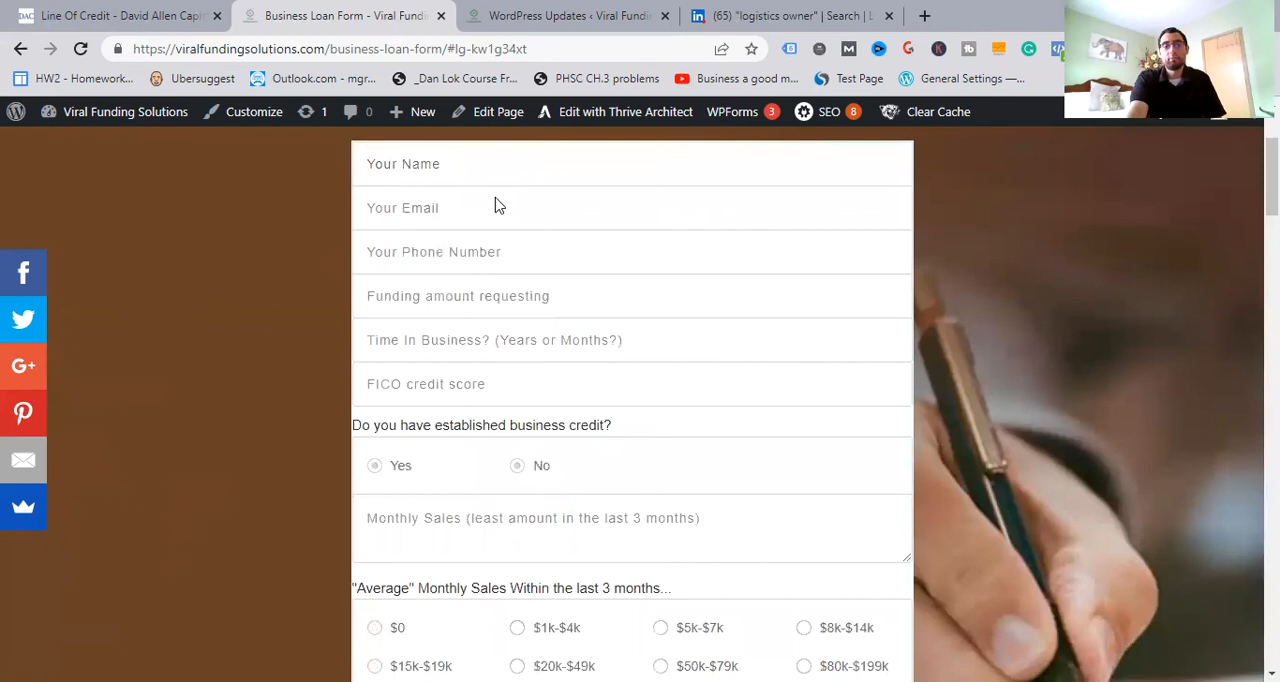 DAC Line Of Credit - David Allen Capit
Business Loan Form - Viral Fundi
WordPress Updates ‹ Viral Fundi
in (65) "logistics owner" | Search | L
https://viralfundingsolutions.com/business-loan-form/#lg-kw1g34xt
HW2 - Homework...
Ubersuggest
Outlook.com - mgr...
_Dan Lok Course Fr...
PHSC CH.3 problems
Business a good m...
Test Page
General Settings —...
Viral Funding Solutions
Customize
1
0
New
Edit Page
Edit with Thrive Architect
WPForms 3
SEO 8
Clear Cache
Your Name
Your Email
Your Phone Number
Funding amount requesting
Time In Business? (Years or Months?)
FICO credit score
Do you have established business credit?
Yes No
Monthly Sales (least amount in the last 3 months)
"Average" Monthly Sales Within the last 3 months...
$0 $1k-$4k $5k-$7k $8k-$14k
$15k-$19k $20k-$49k $50k-$79k $80k-$199k
f
G+